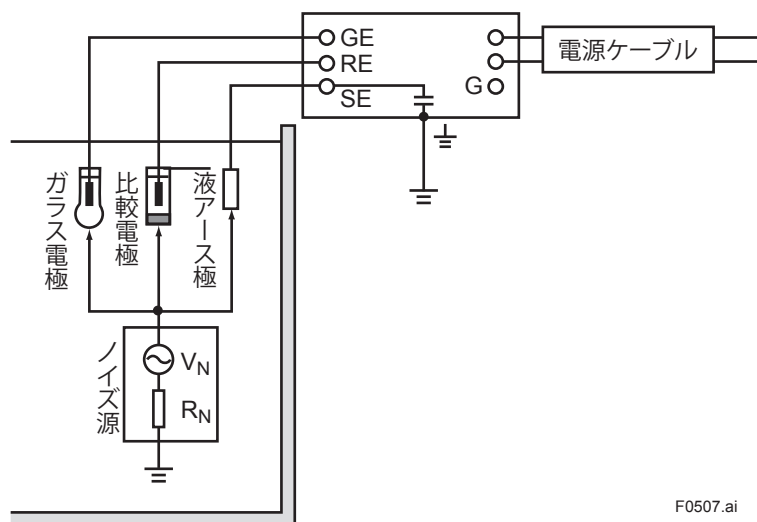 GE
RE
SE
G
電源ケーブル
ガラス電極
比較電極
液アース極
ノイズ源
VN
RN
F0507.ai